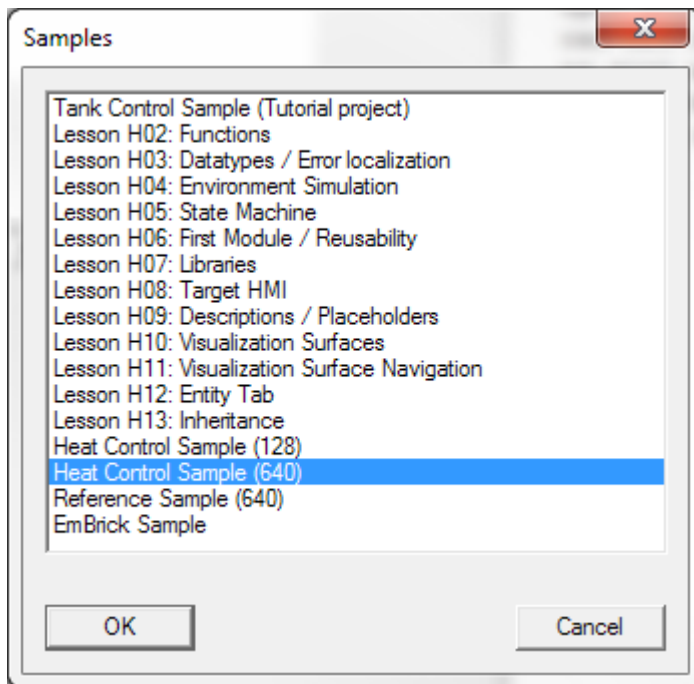 Samples
Tank Control Sample (Tutorial project)
Lesson H02: Functions
Lesson H03: Datatypes / Error localization
Lesson H04: Environment Simulation
Lesson H05: State Machine
Lesson H06: First Module / Reusability
Lesson H07: Libraries
Lesson H08: Target HMI
Lesson H09: Descriptions / Placeholders
Lesson H10: Visualization Surfaces
Lesson H11: Visualization Surface Navigation
Lesson H12: Entity Tab
Lesson H13: Inheritance
Heat Control Sample (128)
Heat Control Sample (640)
Reference Sample (640)
EmBrick Sample
OK
Cancel